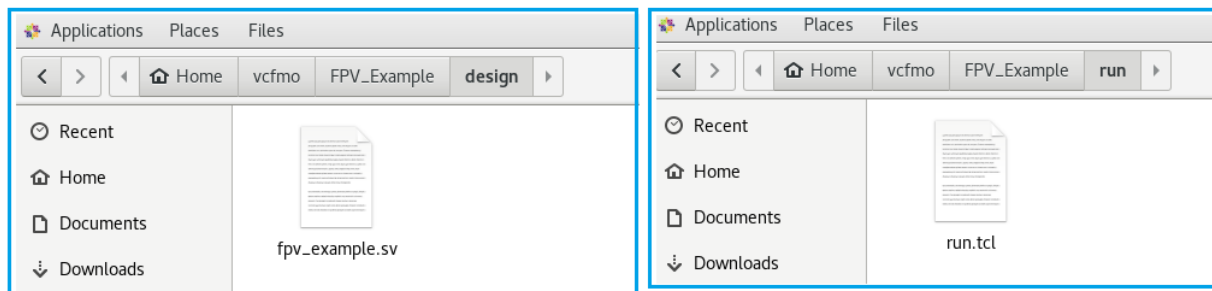 Applications Places Files
Home vcfmo FPV_Example design
Recent
Home
Documents
Downloads
fpv_example.sv
Applications Places Files
Home vcfmo FPV_Example run
Recent
Home
Documents
Downloads
run.tcl